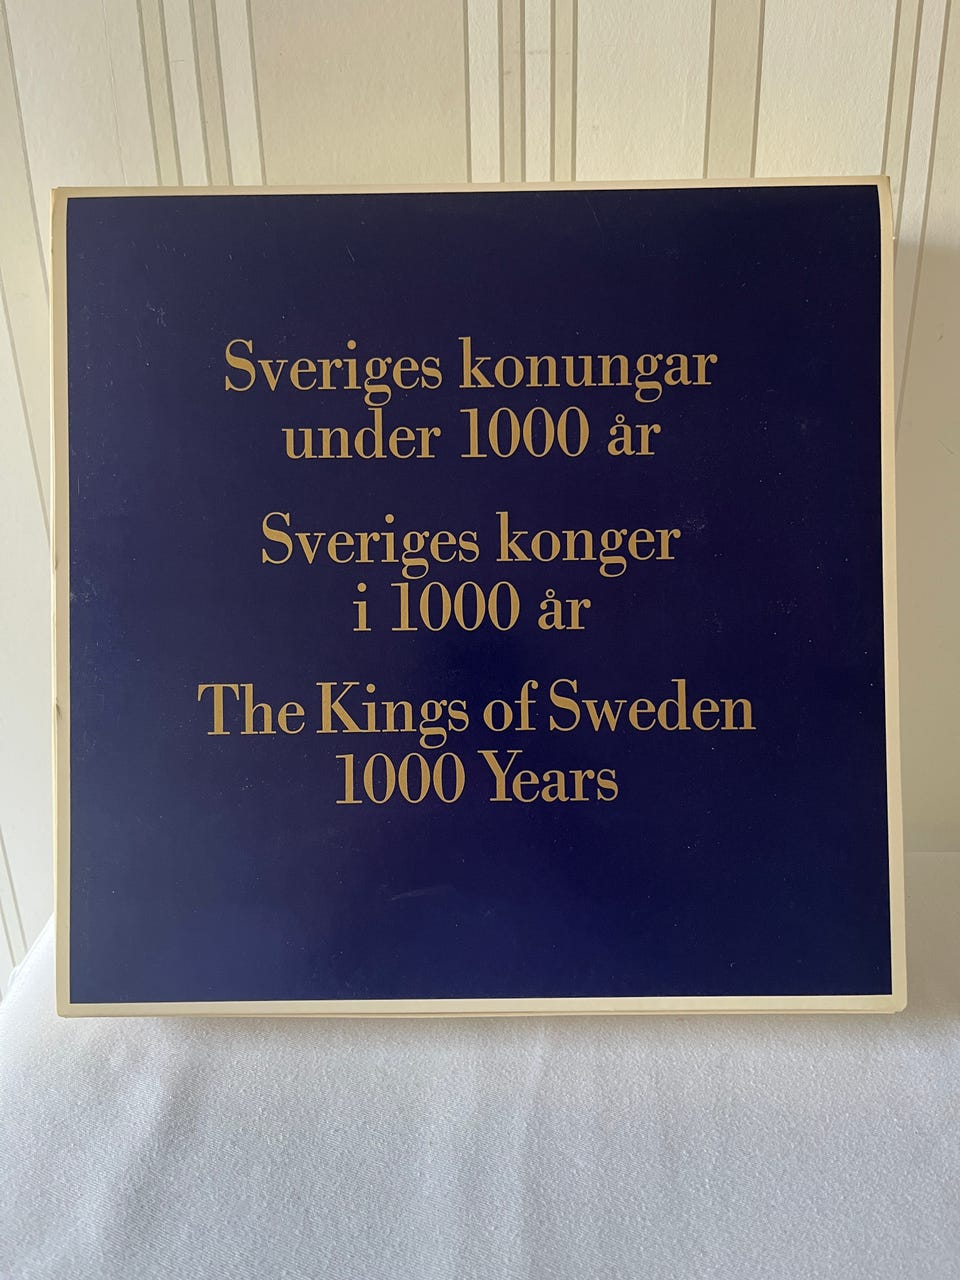 Sveriges konungar
under 1000 år
Sveriges konger
i 1000 år
The Kings of Sweden
1000 Years